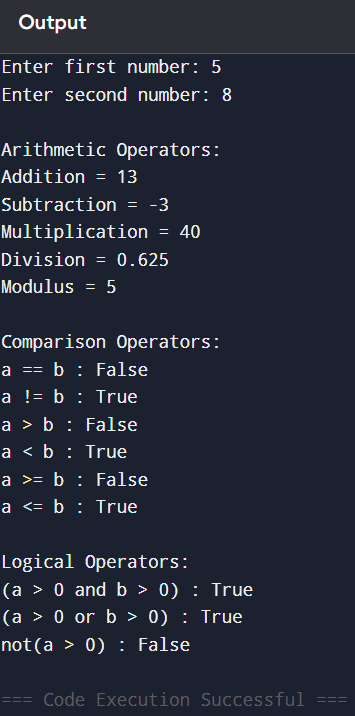 Output
Enter first number: 5
Enter second number: 8
Arithmetic Operators:
Addition = 13
Subtraction = -3
Multiplication = 40
Division = 0.625
Modulus = 5
Comparison Operators:
a == b : False
a != b : True
a > b : False
a < b : True
a >= b : False
a <= b : True
Logical Operators:
(a > 0 and b > 0) : True
(a > 0 or b > 0) : True
not(a > 0) : False
=== Code Execution Successful ===